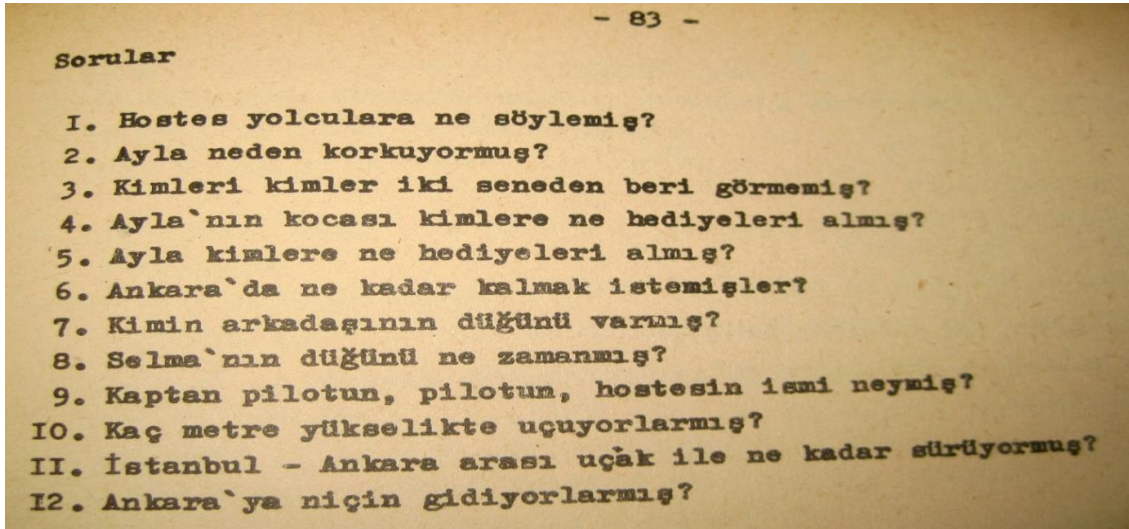 - 83 -
Sorular
I. Hostes yolculara ne söylemiş?
2. Ayla neden korkuyormuş?
3. Kimleri kimler iki seneden beri görmemiş?
4. Ayla`nın kocası kimlere ne hediyeleri almış?
5. Ayla kimlere ne hediyeleri almış?
6. Ankara`da ne kadar kalmak istemişler?
7. Kimin arkadaşının düğünü varmış?
8. Selma`nın düğünü ne zamanmış?
9. Kaptan pilotun, pilotun, hostesin ismi neymiş?
IO. Kaç metre yükselikte uçuyorlarmış?
II. İstanbul - Ankara arası uçak ile ne kadar sürüyormuş?
I2. Ankara`ya niçin gidiyorlarmış?